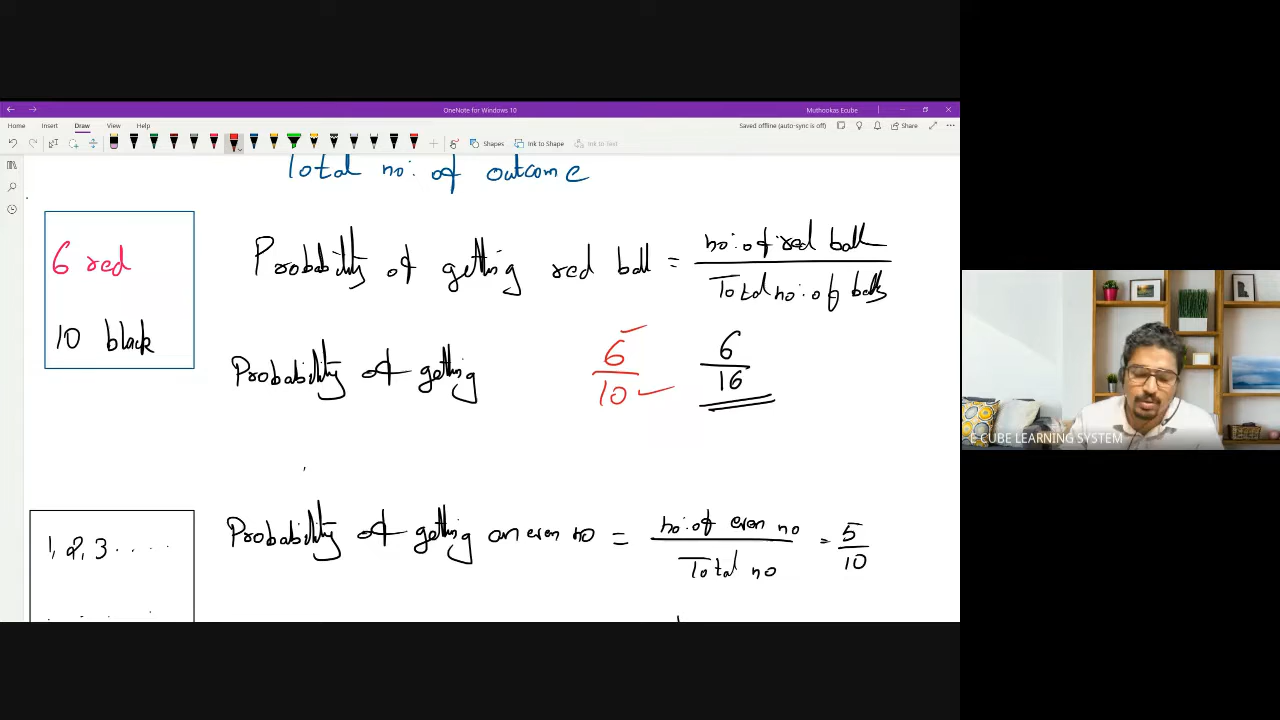 OneNote for Windows 10
Muthookas Ecube
Home Insert Draw View Help
Saved offline (auto-sync is off)
Share
Shapes
Ink to Shape
Ink to Text
Total no: of outcome
6 red
10 black
Probability of getting red ball = no: of red ball
Total no: of balls
Probability of getting
6
10
6
16
1, 2, 3 .....
Probability of getting an even no = no: of even no = 5
Total no 10
E CUBE LEARNING SYSTEM